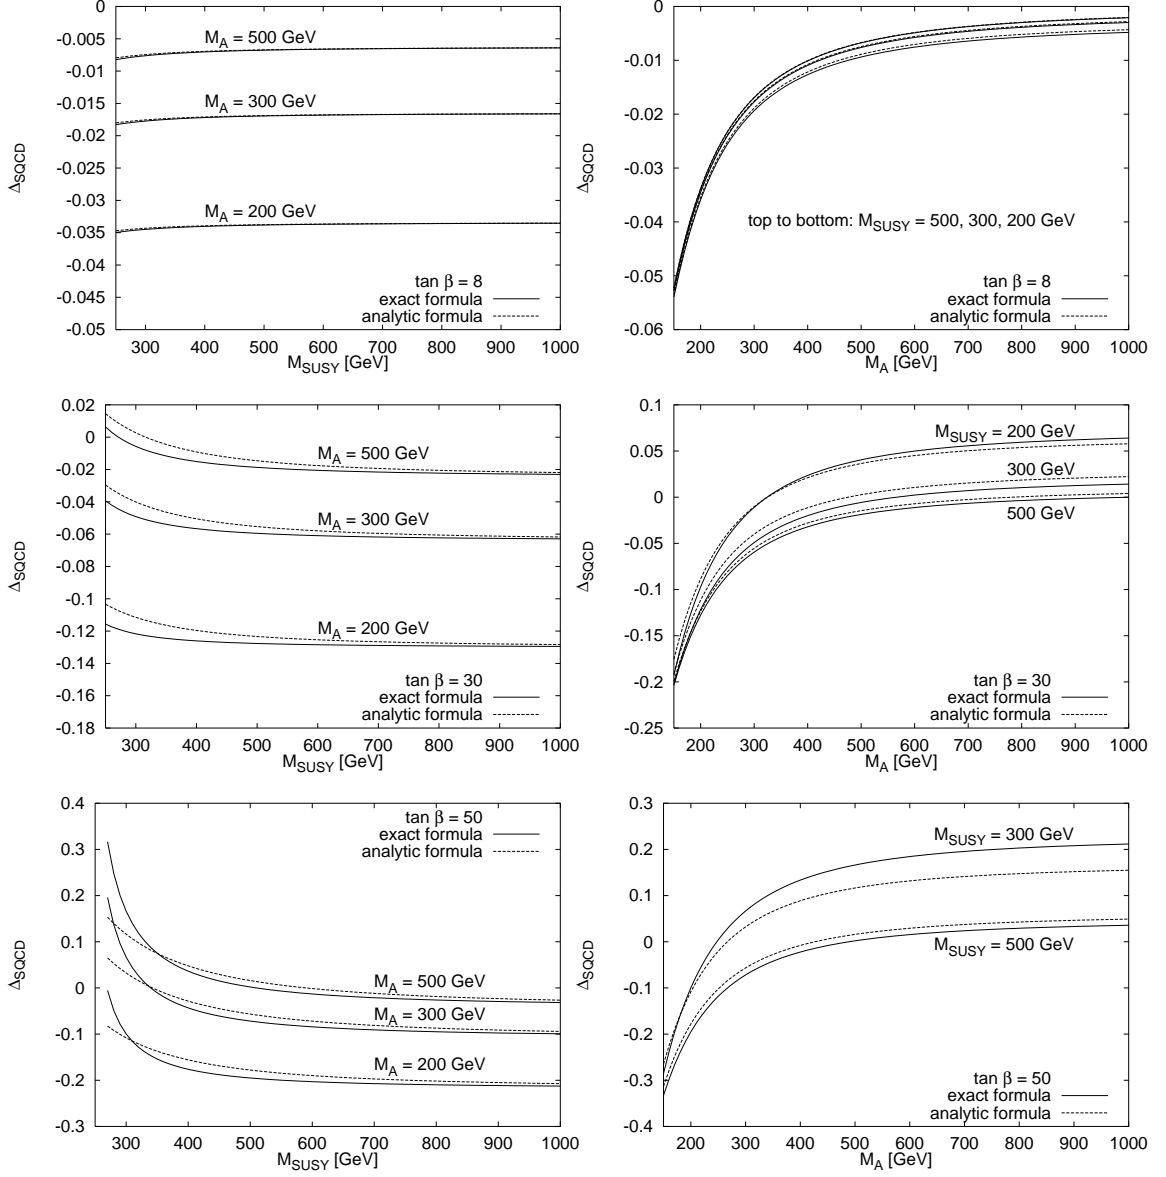 0
-0.005
-0.01
-0.015
-0.02
-0.025
-0.03
-0.035
-0.04
-0.045
-0.05
Δ_SQCD
M_A = 500 GeV
M_A = 300 GeV
M_A = 200 GeV
tan β = 8
exact formula
analytic formula
300 400 500 600 700 800 900 1000
M_SUSY [GeV]
0
-0.01
-0.02
-0.03
-0.04
-0.05
-0.06
Δ_SQCD
top to bottom: M_SUSY = 500, 300, 200 GeV
tan β = 8
exact formula
analytic formula
200 300 400 500 600 700 800 900 1000
M_A [GeV]
0.02
0
-0.02
-0.04
-0.06
-0.08
-0.1
-0.12
-0.14
-0.16
-0.18
Δ_SQCD
M_A = 500 GeV
M_A = 300 GeV
M_A = 200 GeV
tan β = 30
exact formula
analytic formula
300 400 500 600 700 800 900 1000
M_SUSY [GeV]
0.1
0.05
0
-0.05
-0.1
-0.15
-0.2
-0.25
Δ_SQCD
M_SUSY = 200 GeV
300 GeV
500 GeV
tan β = 30
exact formula
analytic formula
200 300 400 500 600 700 800 900 1000
M_A [GeV]
0.4
0.3
0.2
0.1
0
-0.1
-0.2
-0.3
Δ_SQCD
tan β = 50
exact formula
analytic formula
M_A = 500 GeV
M_A = 300 GeV
M_A = 200 GeV
300 400 500 600 700 800 900 1000
M_SUSY [GeV]
0.3
0.2
0.1
0
-0.1
-0.2
-0.3
-0.4
Δ_SQCD
M_SUSY = 300 GeV
M_SUSY = 500 GeV
tan β = 50
exact formula
analytic formula
200 300 400 500 600 700 800 900 1000
M_A [GeV]